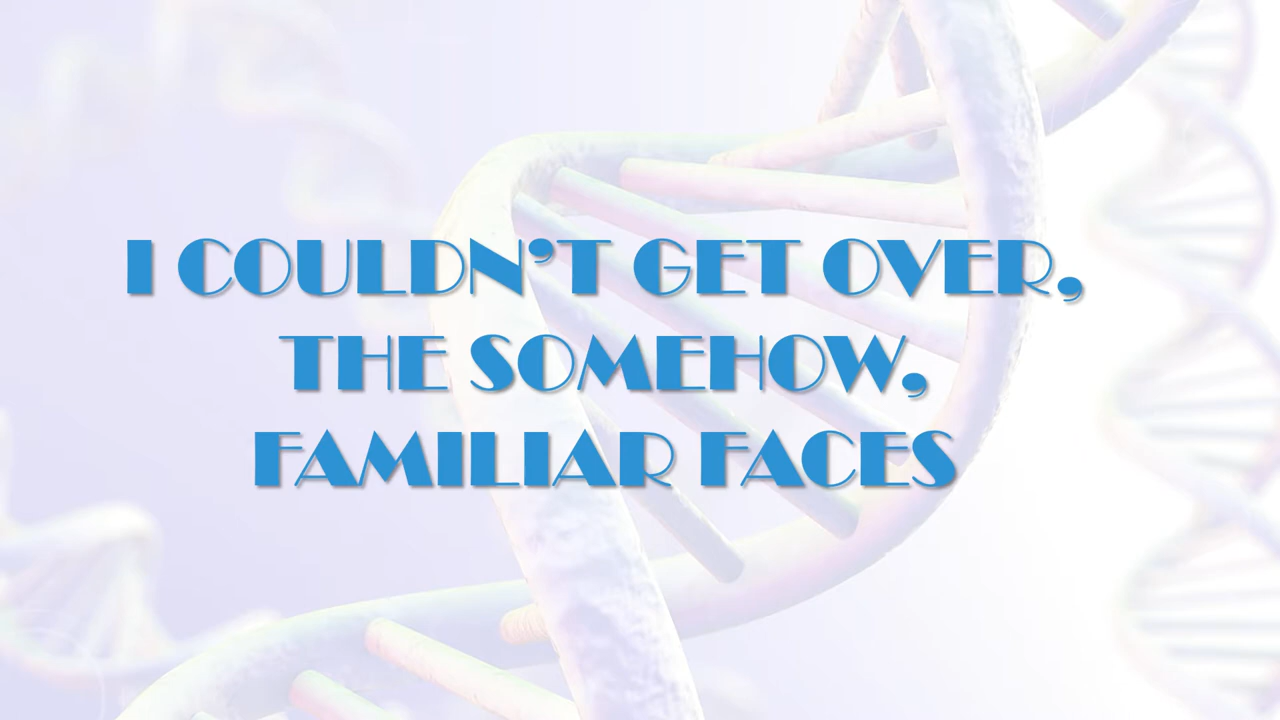 I COULDN’T GET OVER,
THE SOMEHOW,
FAMILIAR FACES